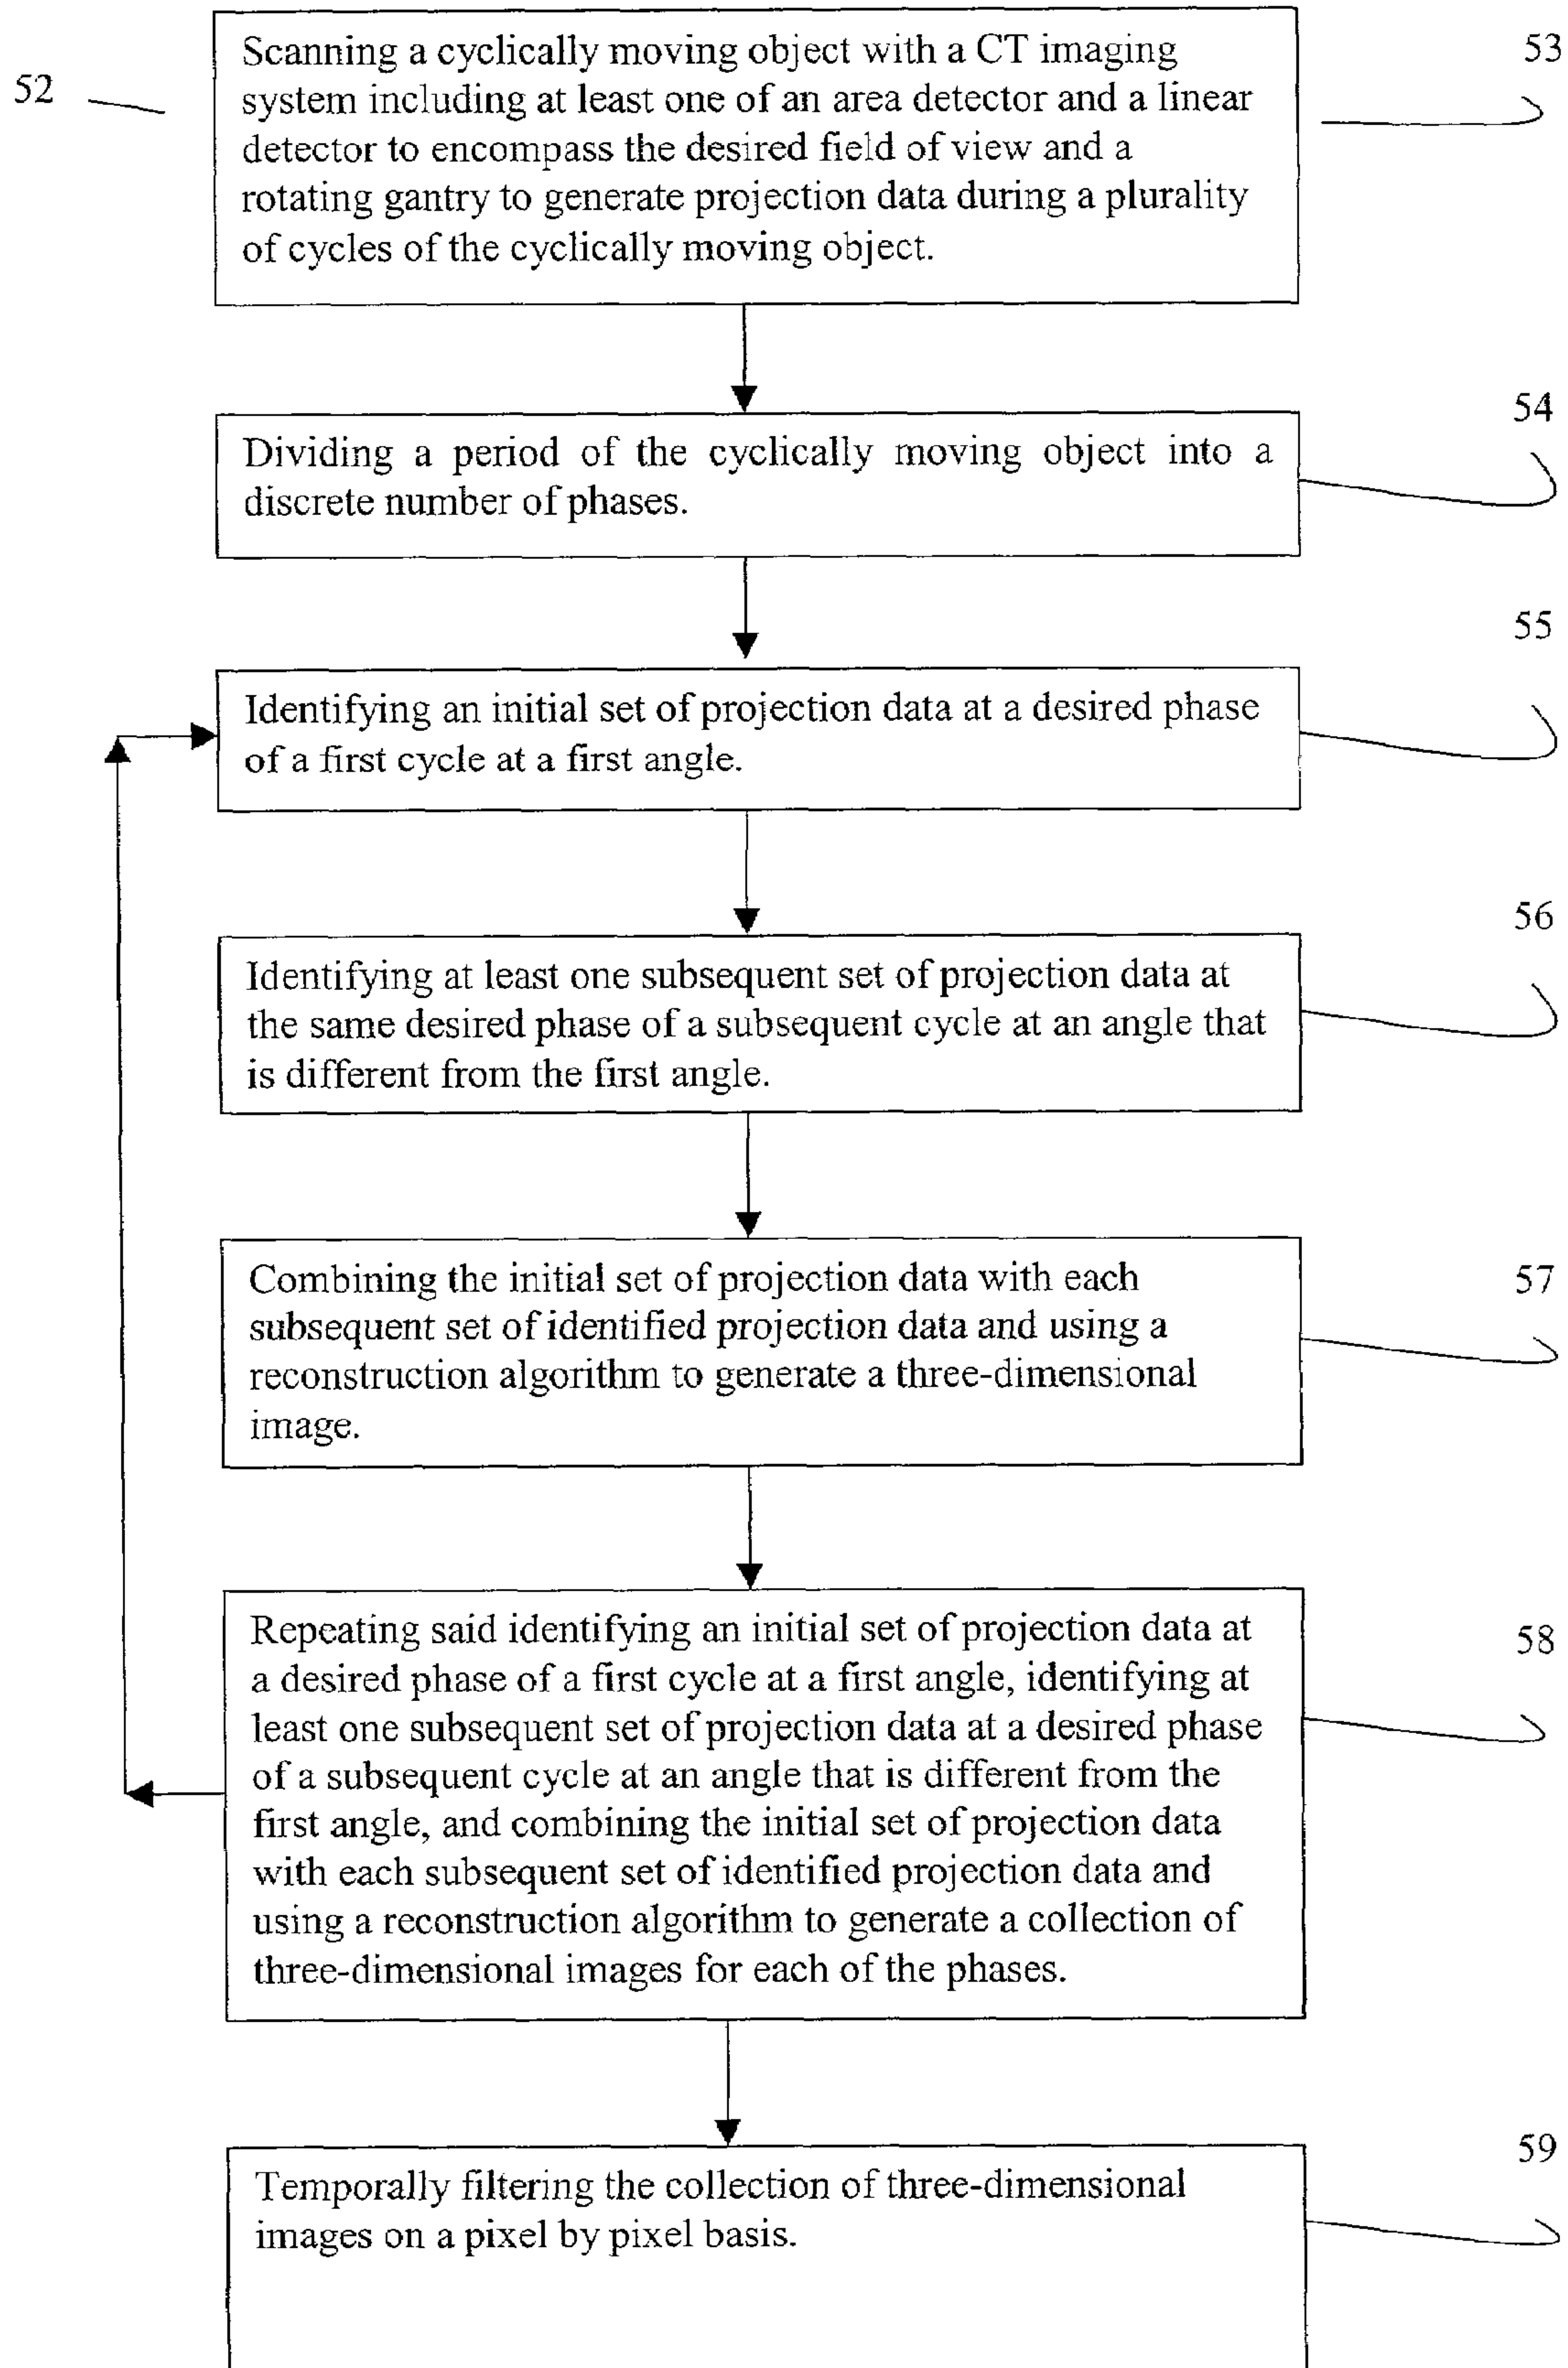 52
Scanning a cyclically moving object with a CT imaging
system including at least one of an area detector and a linear
detector to encompass the desired field of view and a
rotating gantry to generate projection data during a plurality
of cycles of the cyclically moving object.
53
Dividing a period of the cyclically moving object into a
discrete number of phases.
54
Identifying an initial set of projection data at a desired phase
of a first cycle at a first angle.
55
Identifying at least one subsequent set of projection data at
the same desired phase of a subsequent cycle at an angle that
is different from the first angle.
56
Combining the initial set of projection data with each
subsequent set of identified projection data and using a
reconstruction algorithm to generate a three-dimensional
image.
57
Repeating said identifying an initial set of projection data at
a desired phase of a first cycle at a first angle, identifying at
least one subsequent set of projection data at a desired phase
of a subsequent cycle at an angle that is different from the
first angle, and combining the initial set of projection data
with each subsequent set of identified projection data and
using a reconstruction algorithm to generate a collection of
three-dimensional images for each of the phases.
58
Temporally filtering the collection of three-dimensional
images on a pixel by pixel basis.
59